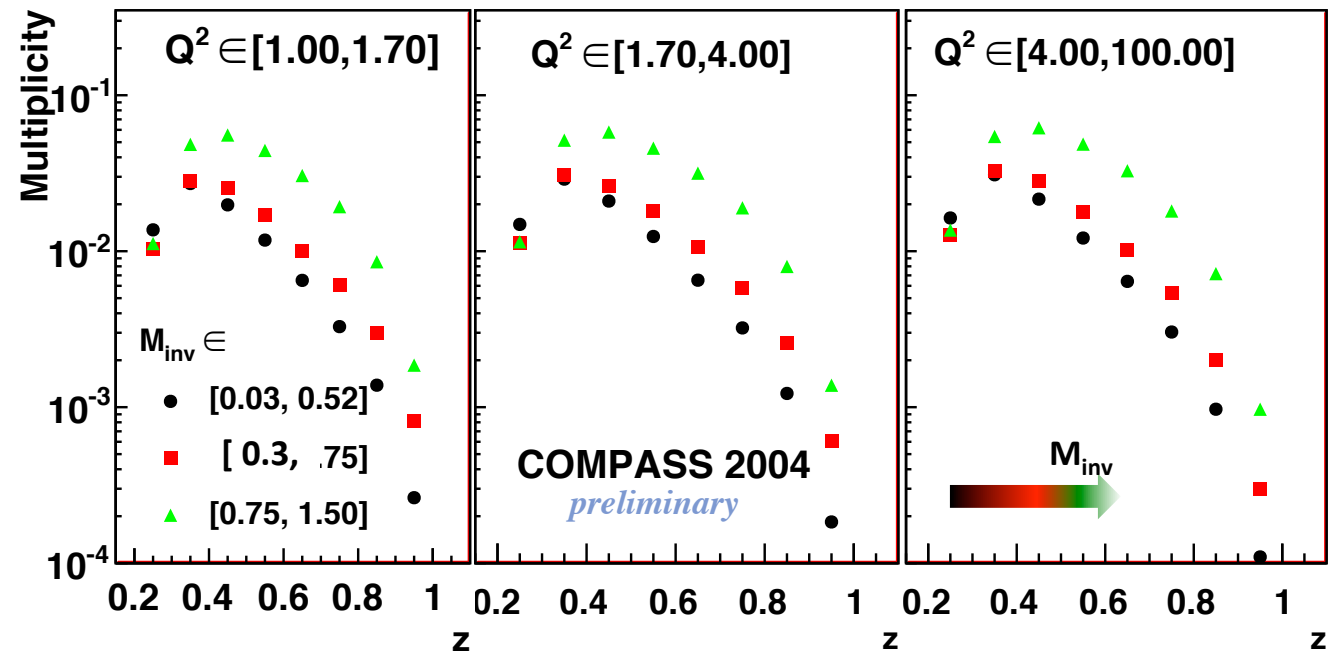 Multiplicity
Q² ∈[1.00,1.70]
Q² ∈[1.70,4.00]
Q² ∈[4.00,100.00]
10⁻¹
10⁻²
10⁻³
10⁻⁴
M_inv ∈
[0.03, 0.52]
[ 0.3, .75]
[0.75, 1.50]
COMPASS 2004
preliminary
M_inv
0.2 0.4 0.6 0.8 1
0.2 0.4 0.6 0.8 1
0.2 0.4 0.6 0.8 1
z
z
z